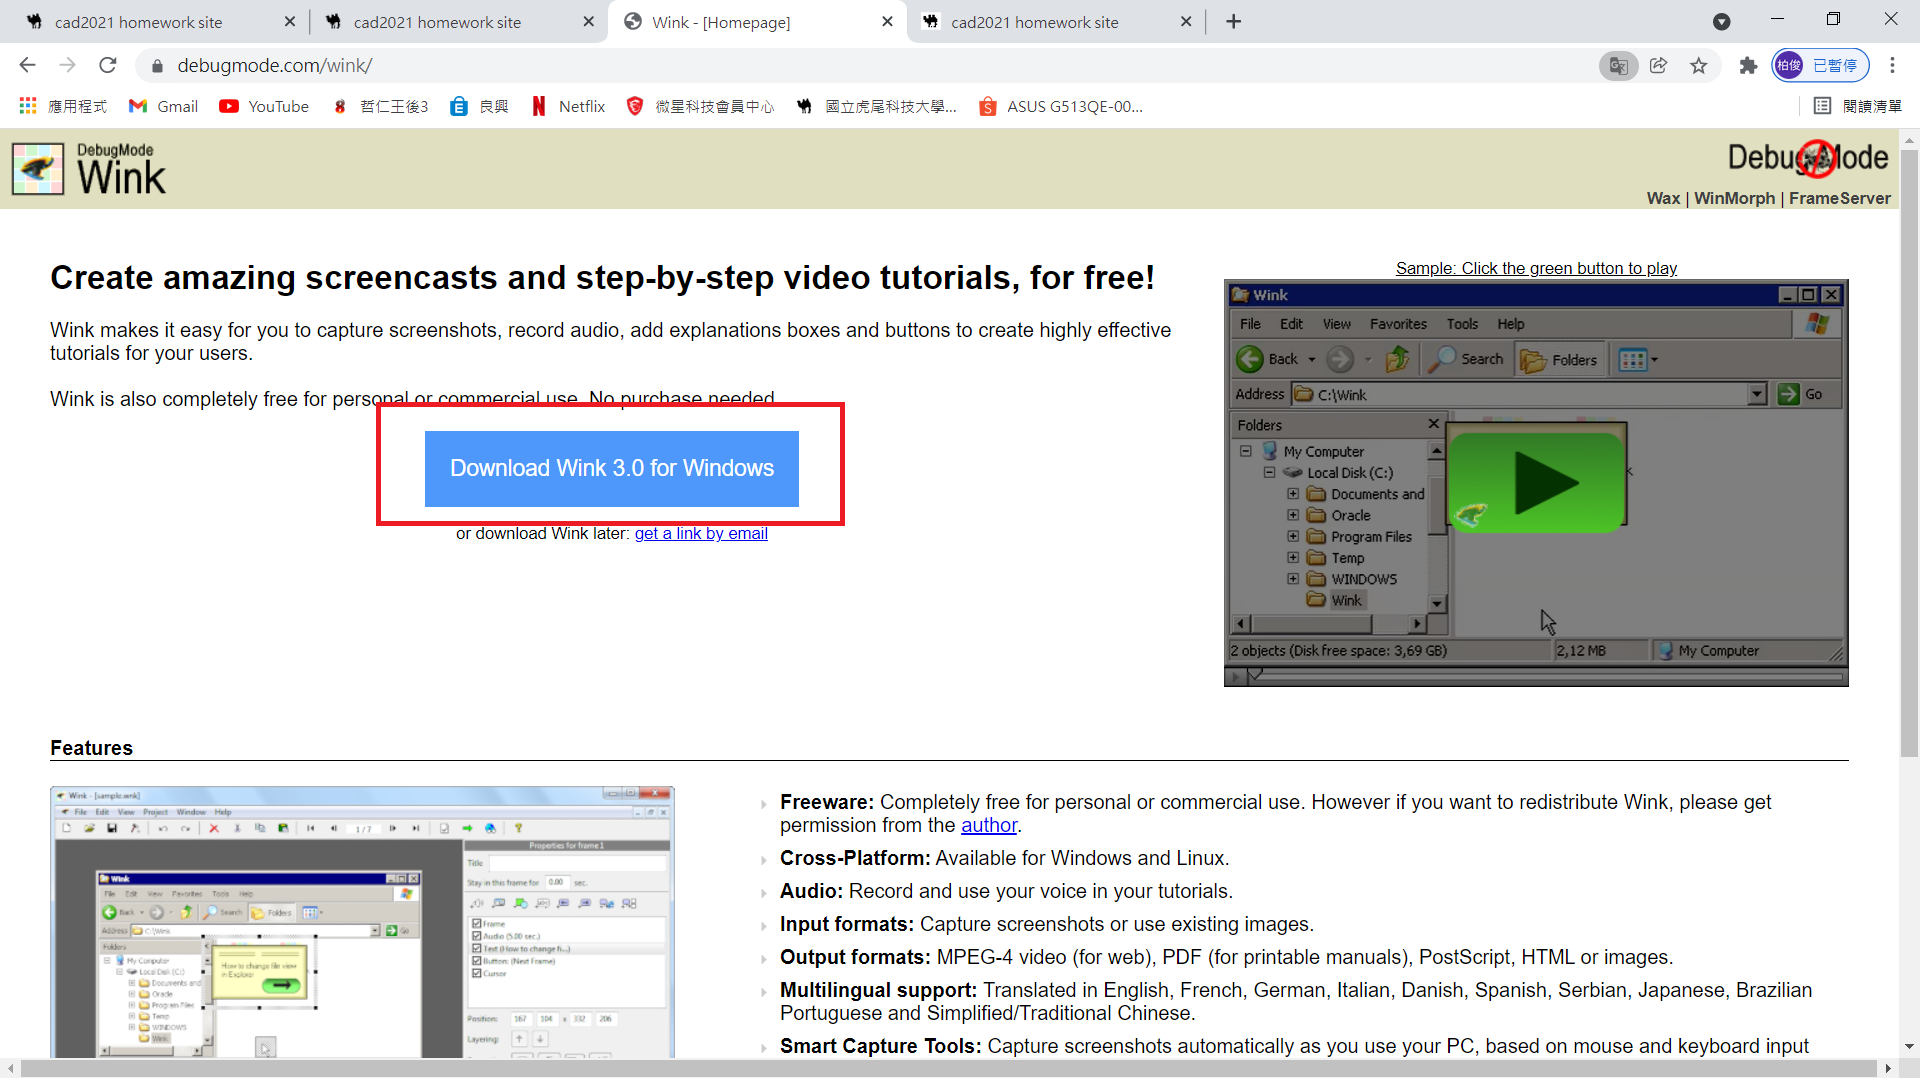 cad2021 homework site
cad2021 homework site
Wink - [Homepage]
cad2021 homework site
debugmode.com/wink/
柏俊 已暫停
應用程式 Gmail YouTube 哲仁王後3 良興 Netflix 微星科技會員中心 國立虎尾科技大學... ASUS G513QE-00... 閱讀清單
DebugMode
Wink
DebugMode
Wax | WinMorph | FrameServer
Create amazing screencasts and step-by-step video tutorials, for free!
Wink makes it easy for you to capture screenshots, record audio, add explanations boxes and buttons to create highly effective
tutorials for your users.
Wink is also completely free for personal or commercial use. No purchase needed.
Download Wink 3.0 for Windows
or download Wink later: get a link by email
Sample: Click the green button to play
Wink
File Edit View Favorites Tools Help
Back Search Folders
Address C:\Wink Go
Folders
My Computer
Local Disk (C:)
Documents and
Oracle
Program Files
Temp
WINDOWS
Wink
2 objects (Disk free space: 3,69 GB) 2,12 MB My Computer
Features
Wink - [sample.wnk]
File Edit View Project Window Help
1 / 7
Properties for frame 1
Title
Stay in this frame for 0.00 sec.
Frame
Audio (5.00 sec.)
Text (How to change fi...)
Button: (Next Frame)
Cursor
Position: 167 104 x 332 206
Layering:
Wink
File Edit View Favorites Tools Help
Back Search Folders
Address C:\Wink Go
Folders
My Computer
Local Disk (C:)
Documents and
Oracle
Program Files
Temp
WINDOWS
Wink
How to change file view
in Explorer
Freeware: Completely free for personal or commercial use. However if you want to redistribute Wink, please get
permission from the author.
Cross-Platform: Available for Windows and Linux.
Audio: Record and use your voice in your tutorials.
Input formats: Capture screenshots or use existing images.
Output formats: MPEG-4 video (for web), PDF (for printable manuals), PostScript, HTML or images.
Multilingual support: Translated in English, French, German, Italian, Danish, Spanish, Serbian, Japanese, Brazilian
Portuguese and Simplified/Traditional Chinese.
Smart Capture Tools: Capture screenshots automatically as you use your PC, based on mouse and keyboard input